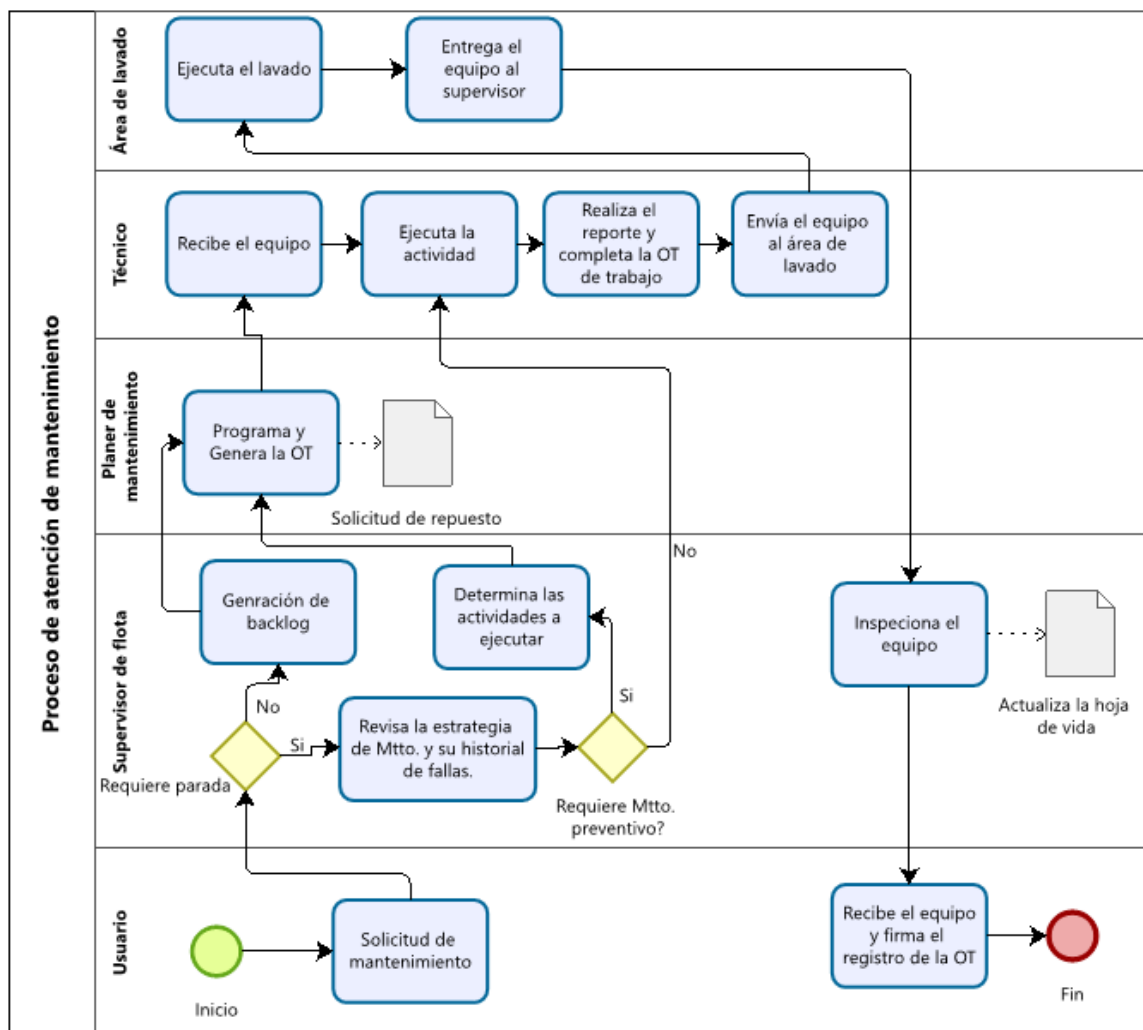 Proceso de atención de mantenimiento
Área de lavado
Ejecuta el lavado
Entrega el
equipo al
supervisor
Técnico
Recibe el equipo
Ejecuta la
actividad
Realiza el
reporte y
completa la OT
de trabajo
Envía el equipo
al área de
lavado
Planer de
mantenimiento
Programa y
Genera la OT
Solicitud de repuesto
Supervisor de flota
Genración de
backlog
Determina las
actividades a
ejecutar
No
Inspeciona el
equipo
Actualiza la hoja
de vida
No
Si
Requiere parada
Revisa la estrategia
de Mtto. y su historial
de fallas.
Si
Requiere Mtto.
preventivo?
Usuario
Inicio
Solicitud de
mantenimiento
Recibe el equipo
y firma el
registro de la OT
Fin